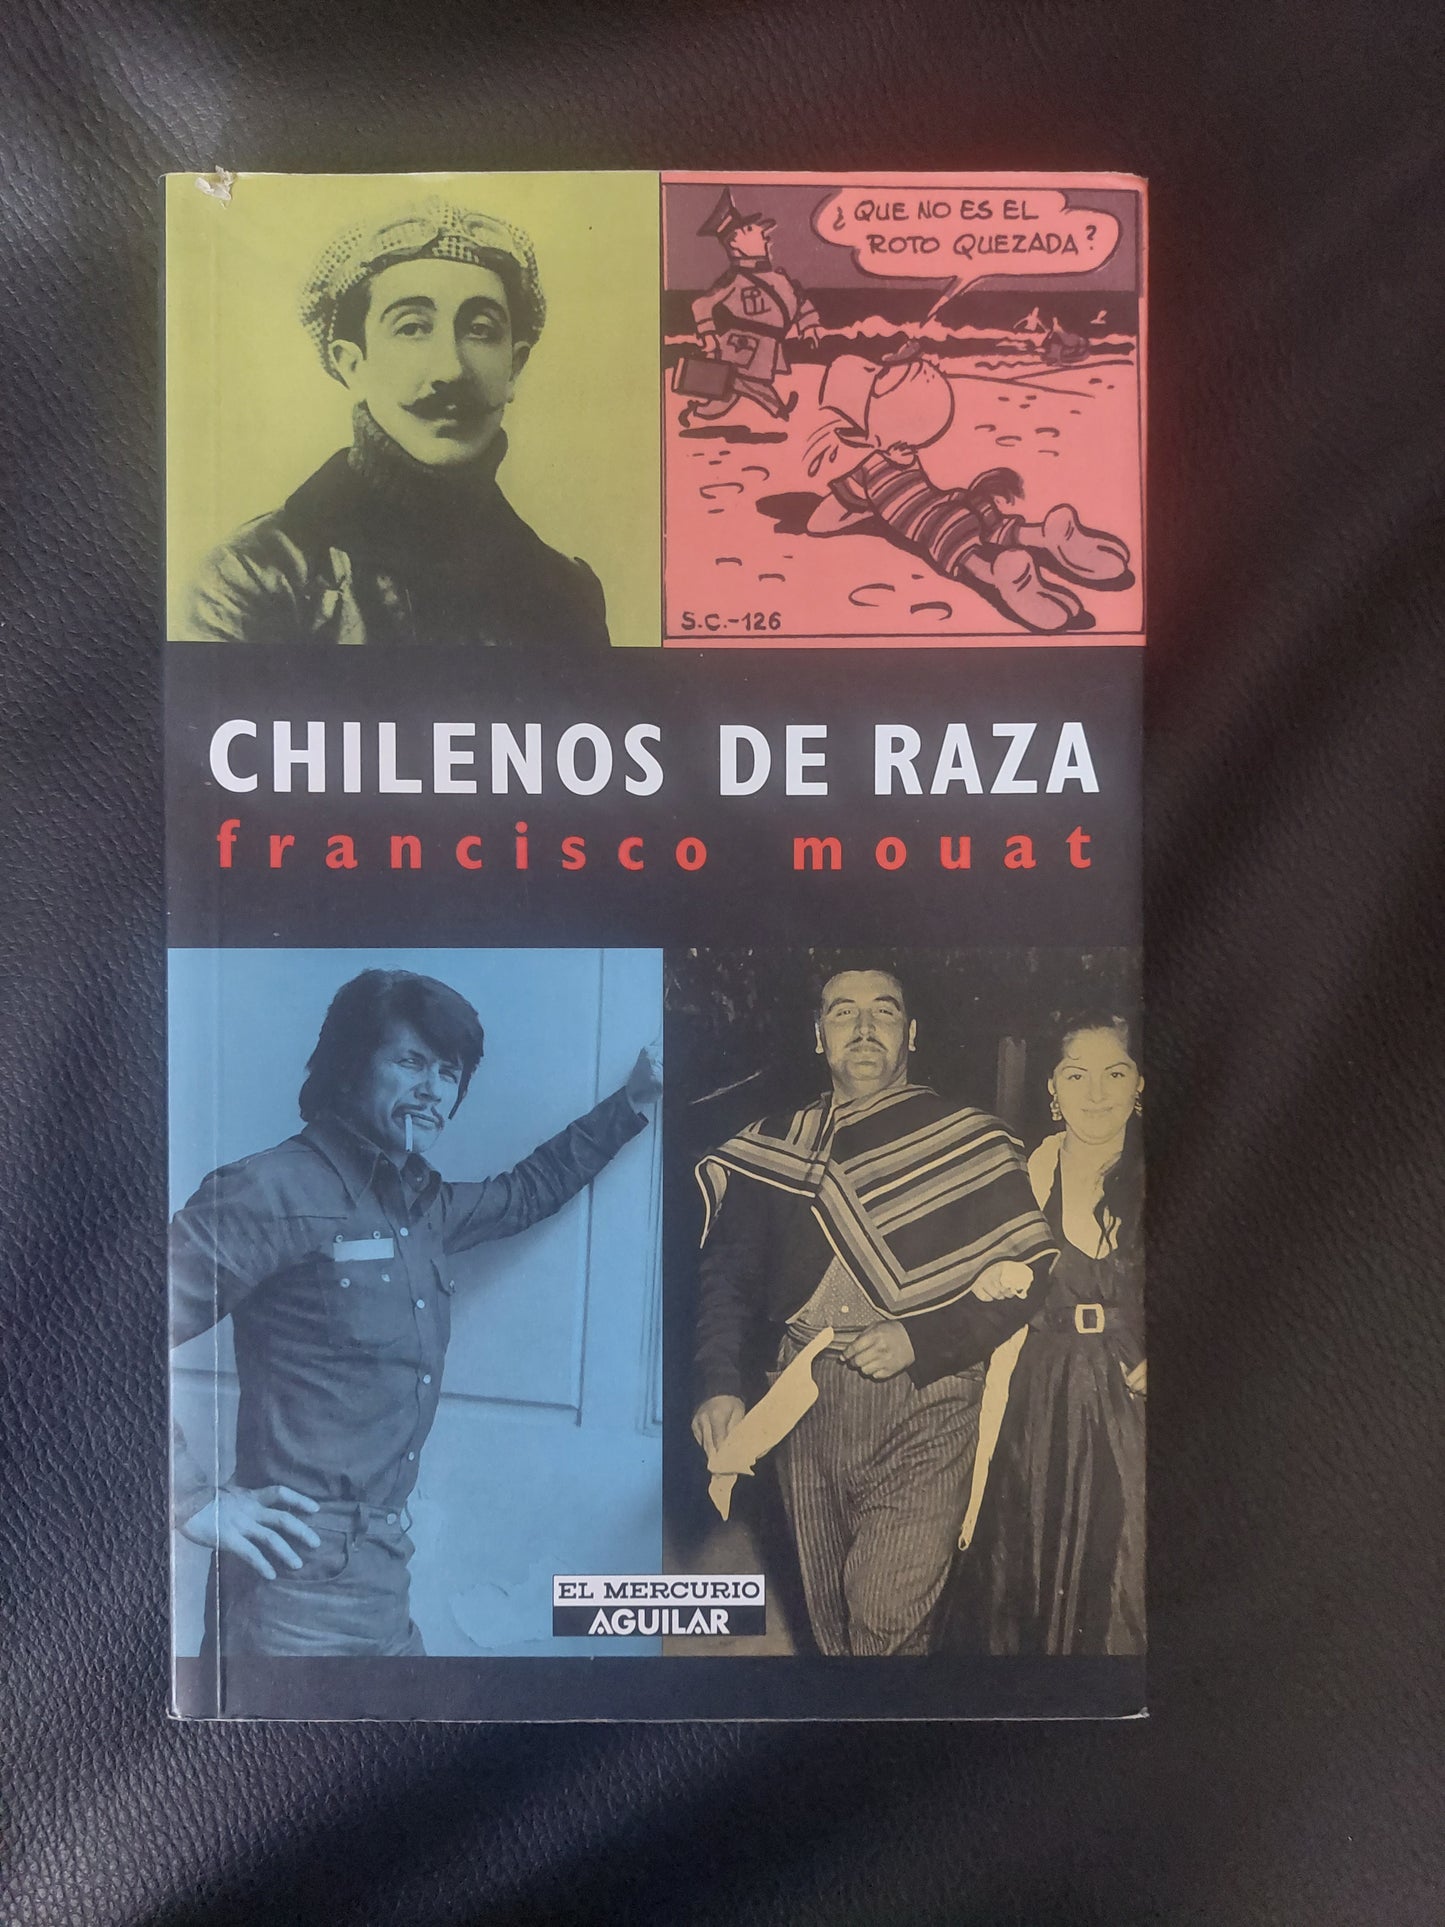 ¿QUE NO ES EL
ROTO QUEZADA?
S.C.-126
CHILENOS DE RAZA
francisco mouat
EL MERCURIO
AGUILAR